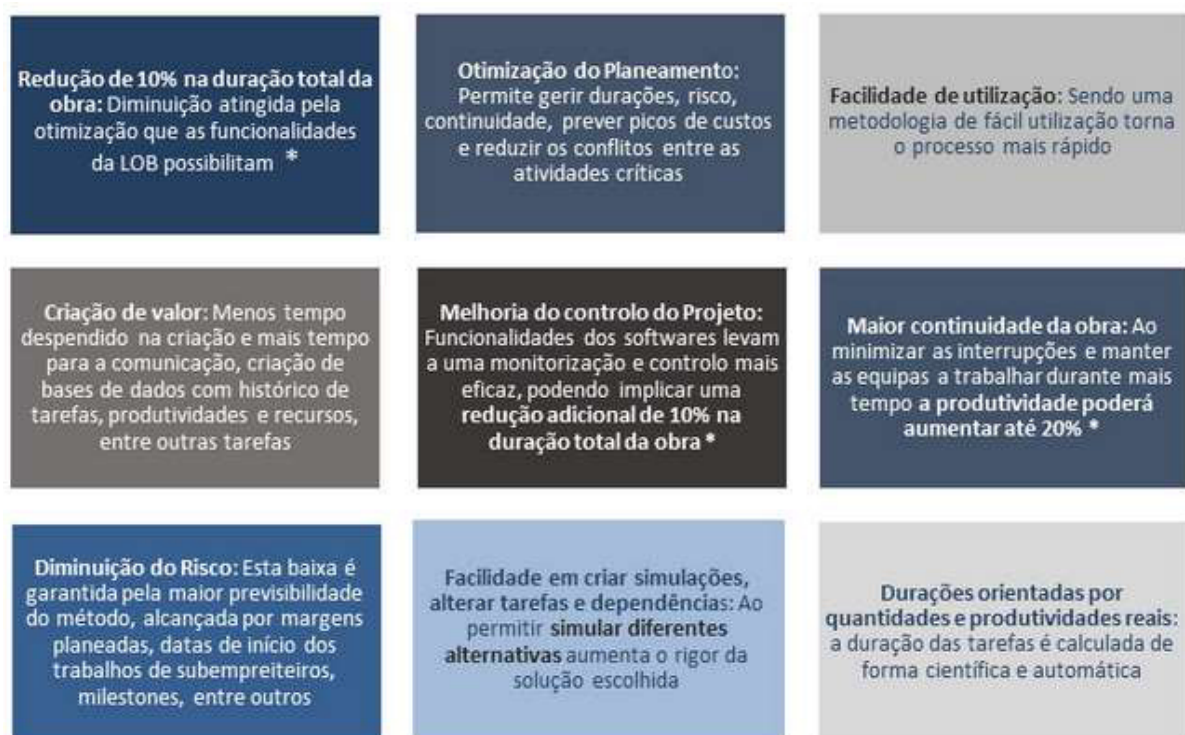 Redução de 10% na duração total da
obra: Diminuição atingida pela
otimização que as funcionalidades
da LOB possibilitam *
Otimização do Planeamento:
Permite gerir durações, risco,
continuidade, prever picos de custos
e reduzir os conflitos entre as
atividades críticas
Facilidade de utilização: Sendo uma
metodologia de fácil utilização torna
o processo mais rápido
Criação de valor: Menos tempo
despendido na criação e mais tempo
para a comunicação, criação de
bases de dados com histórico de
tarefas, produtividades e recursos,
entre outras tarefas
Melhoria do controlo do Projeto:
Funcionalidades dos softwares levam
a uma monitorização e controlo mais
eficaz, podendo implicar uma
redução adicional de 10% na
duração total da obra *
Maior continuidade da obra: Ao
minimizar as interrupções e manter
as equipas a trabalhar durante mais
tempo a produtividade poderá
aumentar até 20% *
Diminuição do Risco: Esta baixa é
garantida pela maior previsibilidade
do método, alcançada por margens
planeadas, datas de início dos
trabalhos de subempreiteiros,
milestones, entre outros
Facilidade em criar simulações,
alterar tarefas e dependências: Ao
permitir simular diferentes
alternativas aumenta o rigor da
solução escolhida
Durações orientadas por
quantidades e produtividades reais:
a duração das tarefas é calculada de
forma científica e automática